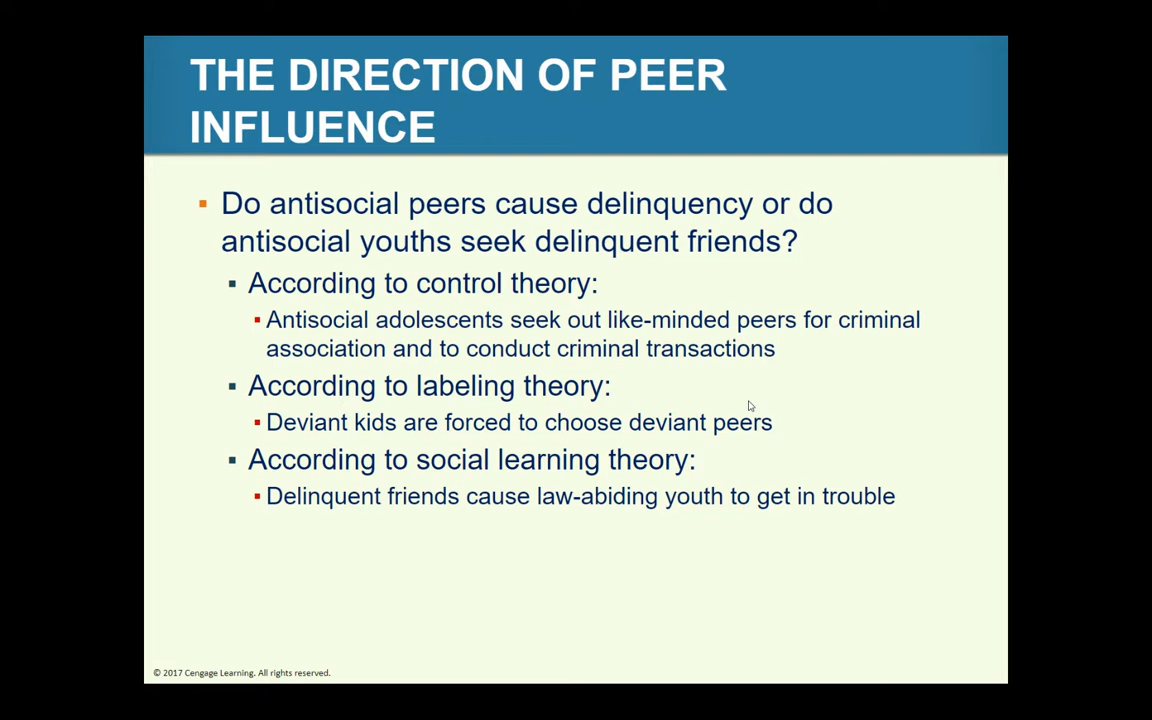 THE DIRECTION OF PEER
INFLUENCE
Do antisocial peers cause delinquency or do
antisocial youths seek delinquent friends?
According to control theory:
Antisocial adolescents seek out like-minded peers for criminal
association and to conduct criminal transactions
According to labeling theory:
Deviant kids are forced to choose deviant peers
According to social learning theory:
Delinquent friends cause law-abiding youth to get in trouble
© 2017 Cengage Learning. All rights reserved.